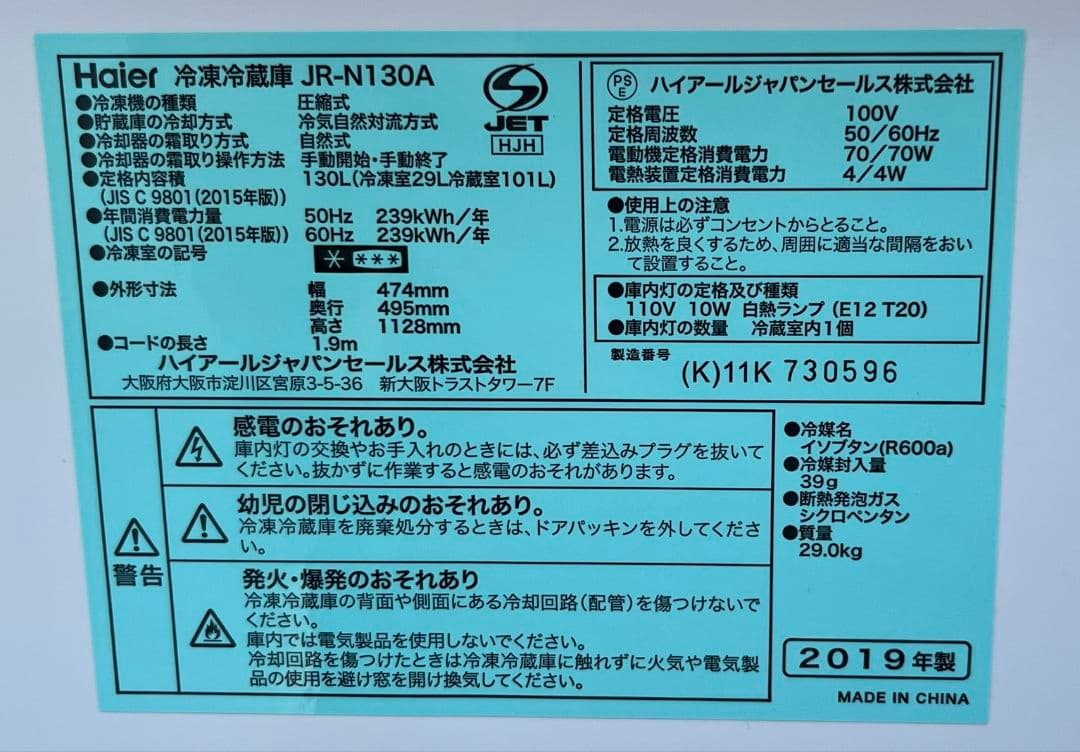 Haier 冷凍冷蔵庫 JR-N130A
●冷凍機の種類 圧縮式
●貯蔵庫の冷却方式 冷気自然対流方式
●冷却器の霜取り方式 自然式
●冷却器の霜取り操作方法 手動開始・手動終了
●定格内容積 130L(冷凍室29L冷蔵室101L)
(JIS C 9801(2015年版))
●年間消費電力量 50Hz 239kWh/年
(JIS C 9801(2015年版)) 60Hz 239kWh/年
●冷凍室の記号 * ***
●外形寸法 幅 474mm
奥行 495mm
高さ 1128mm
●コードの長さ 1.9m
ハイアールジャパンセールス株式会社
大阪府大阪市淀川区宮原3-5-36 新大阪トラストタワー7F
S
JET
HJH
PS
E
ハイアールジャパンセールス株式会社
定格電圧 100V
定格周波数 50/60Hz
電動機定格消費電力 70/70W
電熱装置定格消費電力 4/4W
●使用上の注意
1.電源は必ずコンセントからとること。
2.放熱を良くするため、周囲に適当な間隔をおい
て設置すること。
●庫内灯の定格及び種類
110V 10W 白熱ランプ(E12 T20)
●庫内灯の数量 冷蔵室内1個
製造番号
(K)11K 730596
警告
感電のおそれあり。
庫内灯の交換やお手入れのときには、必ず差込みプラグを抜いて
ください。抜かずに作業すると感電のおそれがあります。
幼児の閉じ込みのおそれあり。
冷凍冷蔵庫を廃棄処分するときは、ドアパッキンを外してくださ
い。
発火・爆発のおそれあり
冷凍冷蔵庫の背面や側面にある冷却回路(配管)を傷つけないで
ください。
庫内では電気製品を使用しないでください。
冷却回路を傷つけたときは冷凍冷蔵庫に触れずに火気や電気製
品の使用を避け窓を開け換気してください。
●冷媒名
イソブタン(R600a)
●冷媒封入量
39g
●断熱発泡ガス
シクロペンタン
●質量
29.0kg
2019年製
MADE IN CHINA